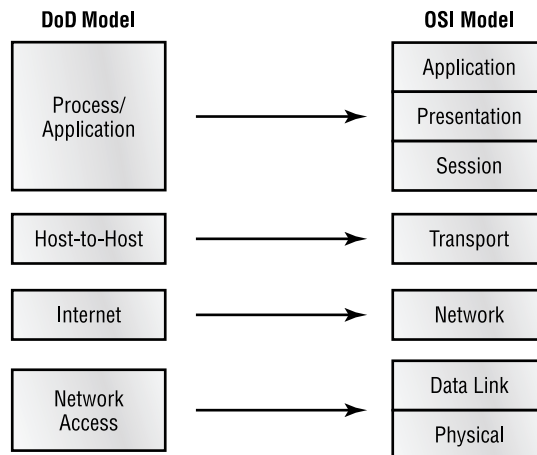 DoD Model
OSI Model
Process/
Application
Application
Presentation
Session
Host-to-Host
Transport
Internet
Network
Network
Access
Data Link
Physical